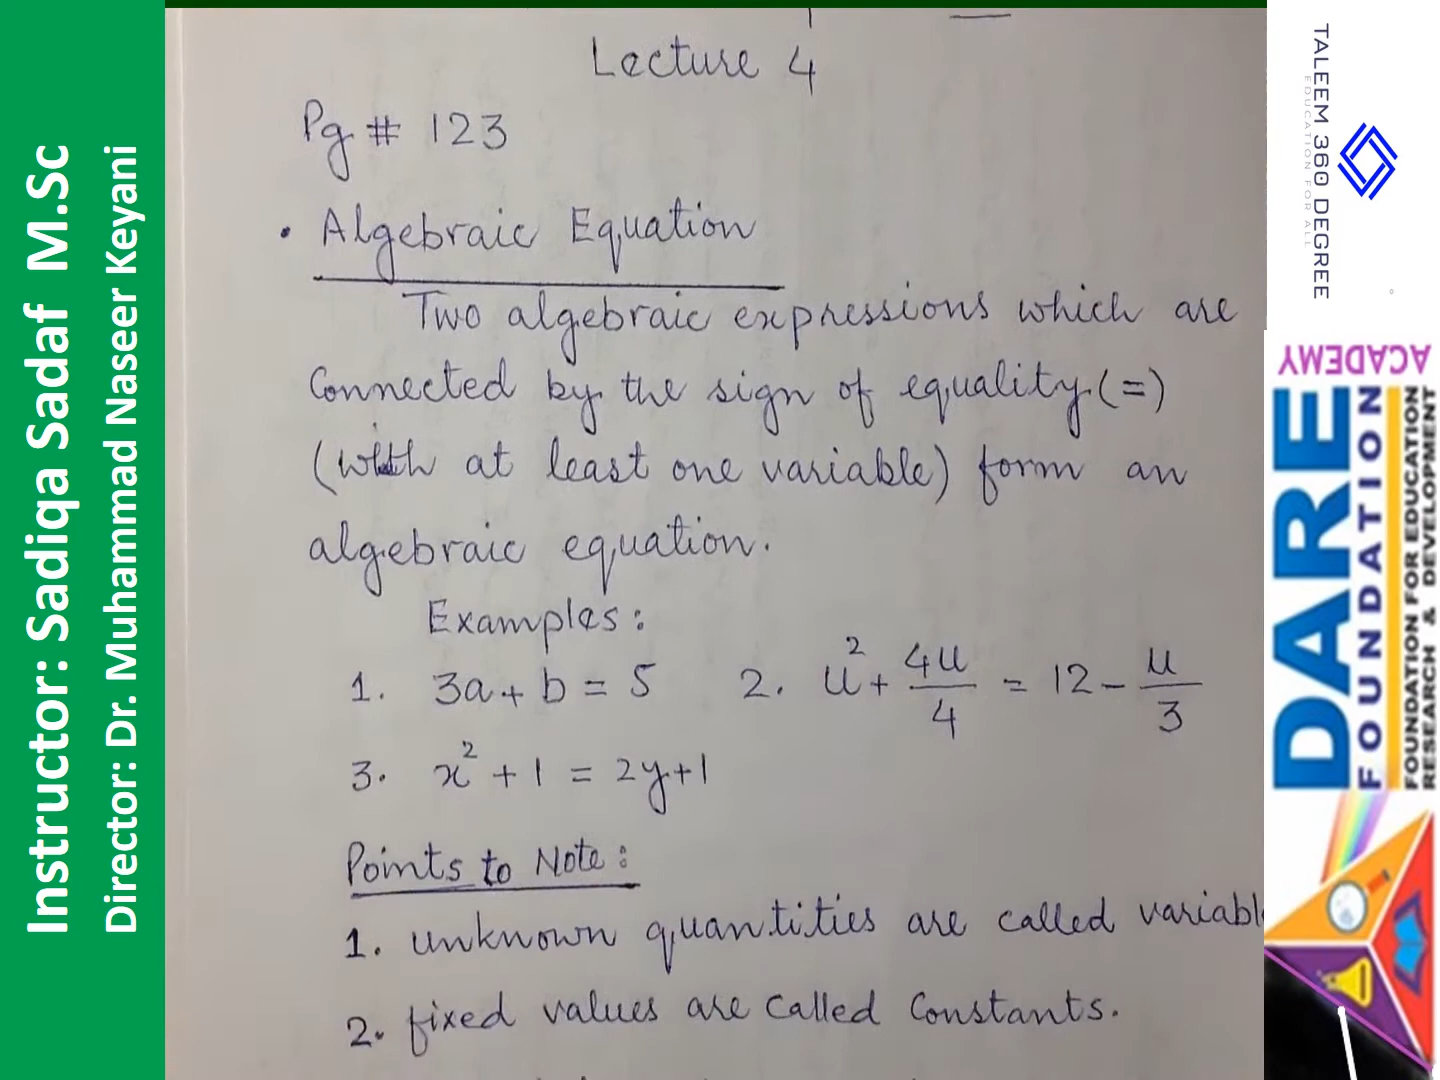 Instructor: Sadiqa Sadaf M.Sc
Director: Dr. Muhammad Naseer Keyani
Lecture 4
Pg # 123
• Algebraic Equation
Two algebraic expressions which are
Connected by the sign of equality (=)
(with at least one variable) form an
algebraic equation.
Examples:
1. 3a + b = 5 2. u² + 4u/4 = 12 - u/3
3. x² + 1 = 2y + 1
Points to Note:
1. unknown quantities are called variabl
2. fixed values are called Constants.
TALEEM 360 DEGREE
EDUCATION FOR ALL
ACADEMY
DARE
FOUNDATION
FOUNDATION FOR EDUCATION
RESEARCH & DEVELOPMENT